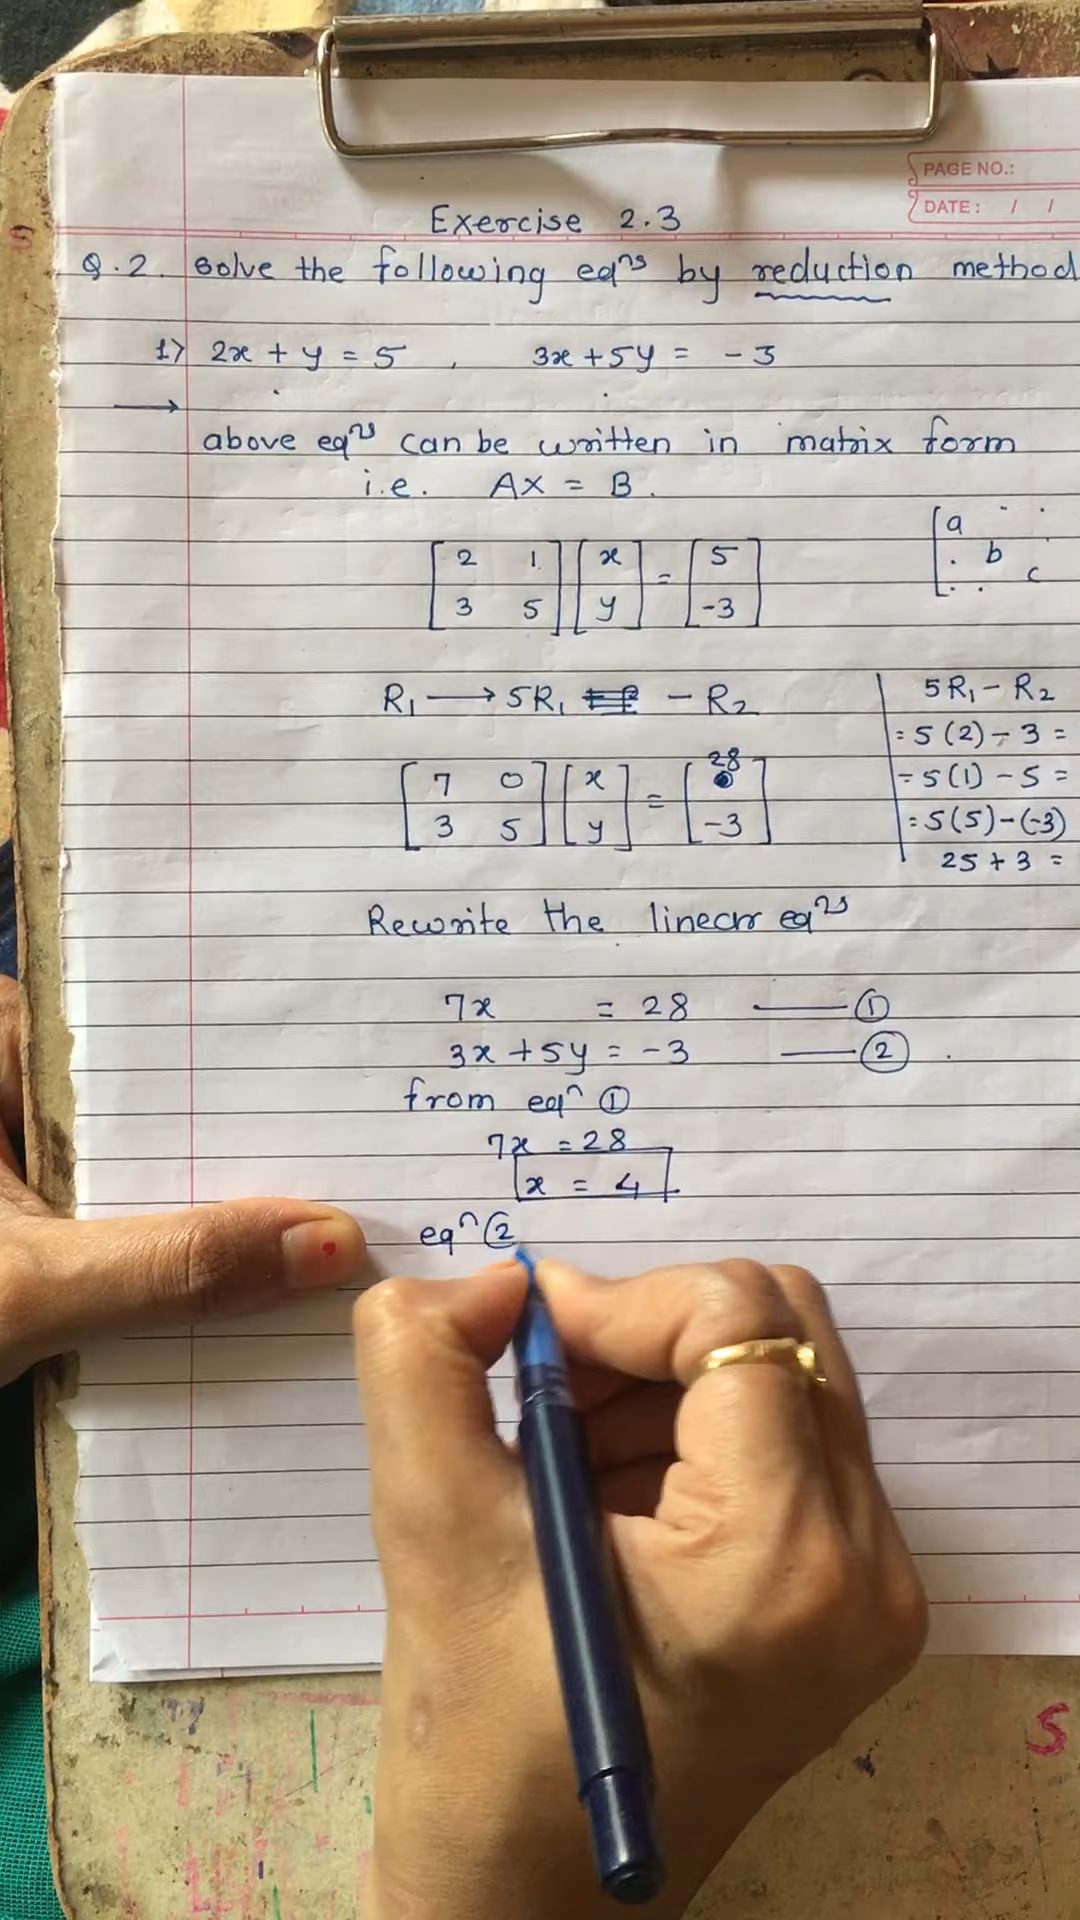 PAGE NO.:
DATE: / /
Exercise 2.3
Q.2. Solve the following eqⁿˢ by reduction method
1) 2x + y = 5 , 3x + 5y = -3
above eqⁿˢ can be written in matrix form
i.e. AX = B.
[2 1; 3 5] [x; y] = [5; -3]
[a . . ; . b . ; . . c
R₁ → 5R₁ - R₂
[7 0; 3 5] [x; y] = [28; -3]
5R₁ - R₂
= 5(2) - 3 =
= 5(1) - 5 =
= 5(5) - (-3)
25 + 3 =
Rewrite the linear eqⁿˢ
7x = 28 — ①
3x + 5y = -3 — ②
from eqⁿ ①
7x = 28
x = 4
eqⁿ ②
S